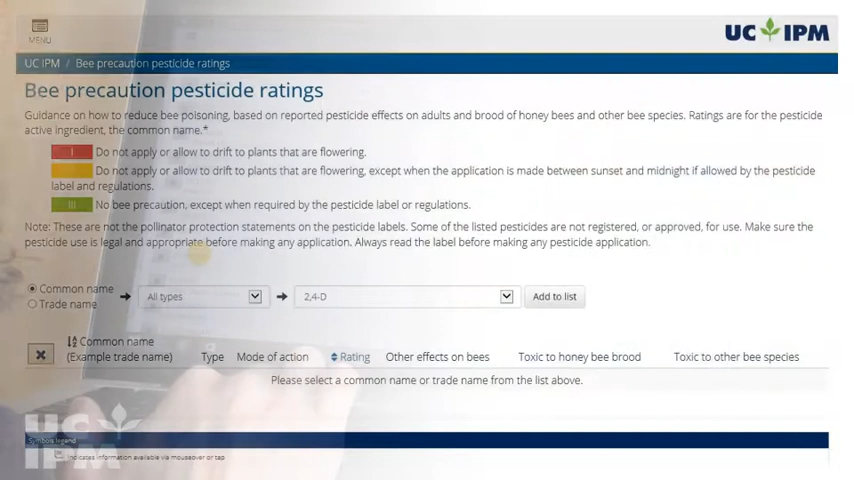 MENU
UC IPM
UC IPM / Bee precaution pesticide ratings
Bee precaution pesticide ratings
Guidance on how to reduce bee poisoning, based on reported pesticide effects on adults and brood of honey bees and other bee species. Ratings are for the pesticide
active ingredient, the common name.*
I Do not apply or allow to drift to plants that are flowering.
Do not apply or allow to drift to plants that are flowering, except when the application is made between sunset and midnight if allowed by the pesticide
label and regulations.
III No bee precaution, except when required by the pesticide label or regulations.
Note: These are not the pollinator protection statements on the pesticide labels. Some of the listed pesticides are not registered, or approved, for use. Make sure the
pesticide use is legal and appropriate before making any application. Always read the label before making any pesticide application.
Common name
Trade name
All types
2,4-D
Add to list
Common name
(Example trade name) Type Mode of action Rating Other effects on bees Toxic to honey bee brood Toxic to other bee species
Please select a common name or trade name from the list above.
UC
IPM
Symbols legend
Indicates information available via mouseover or tap